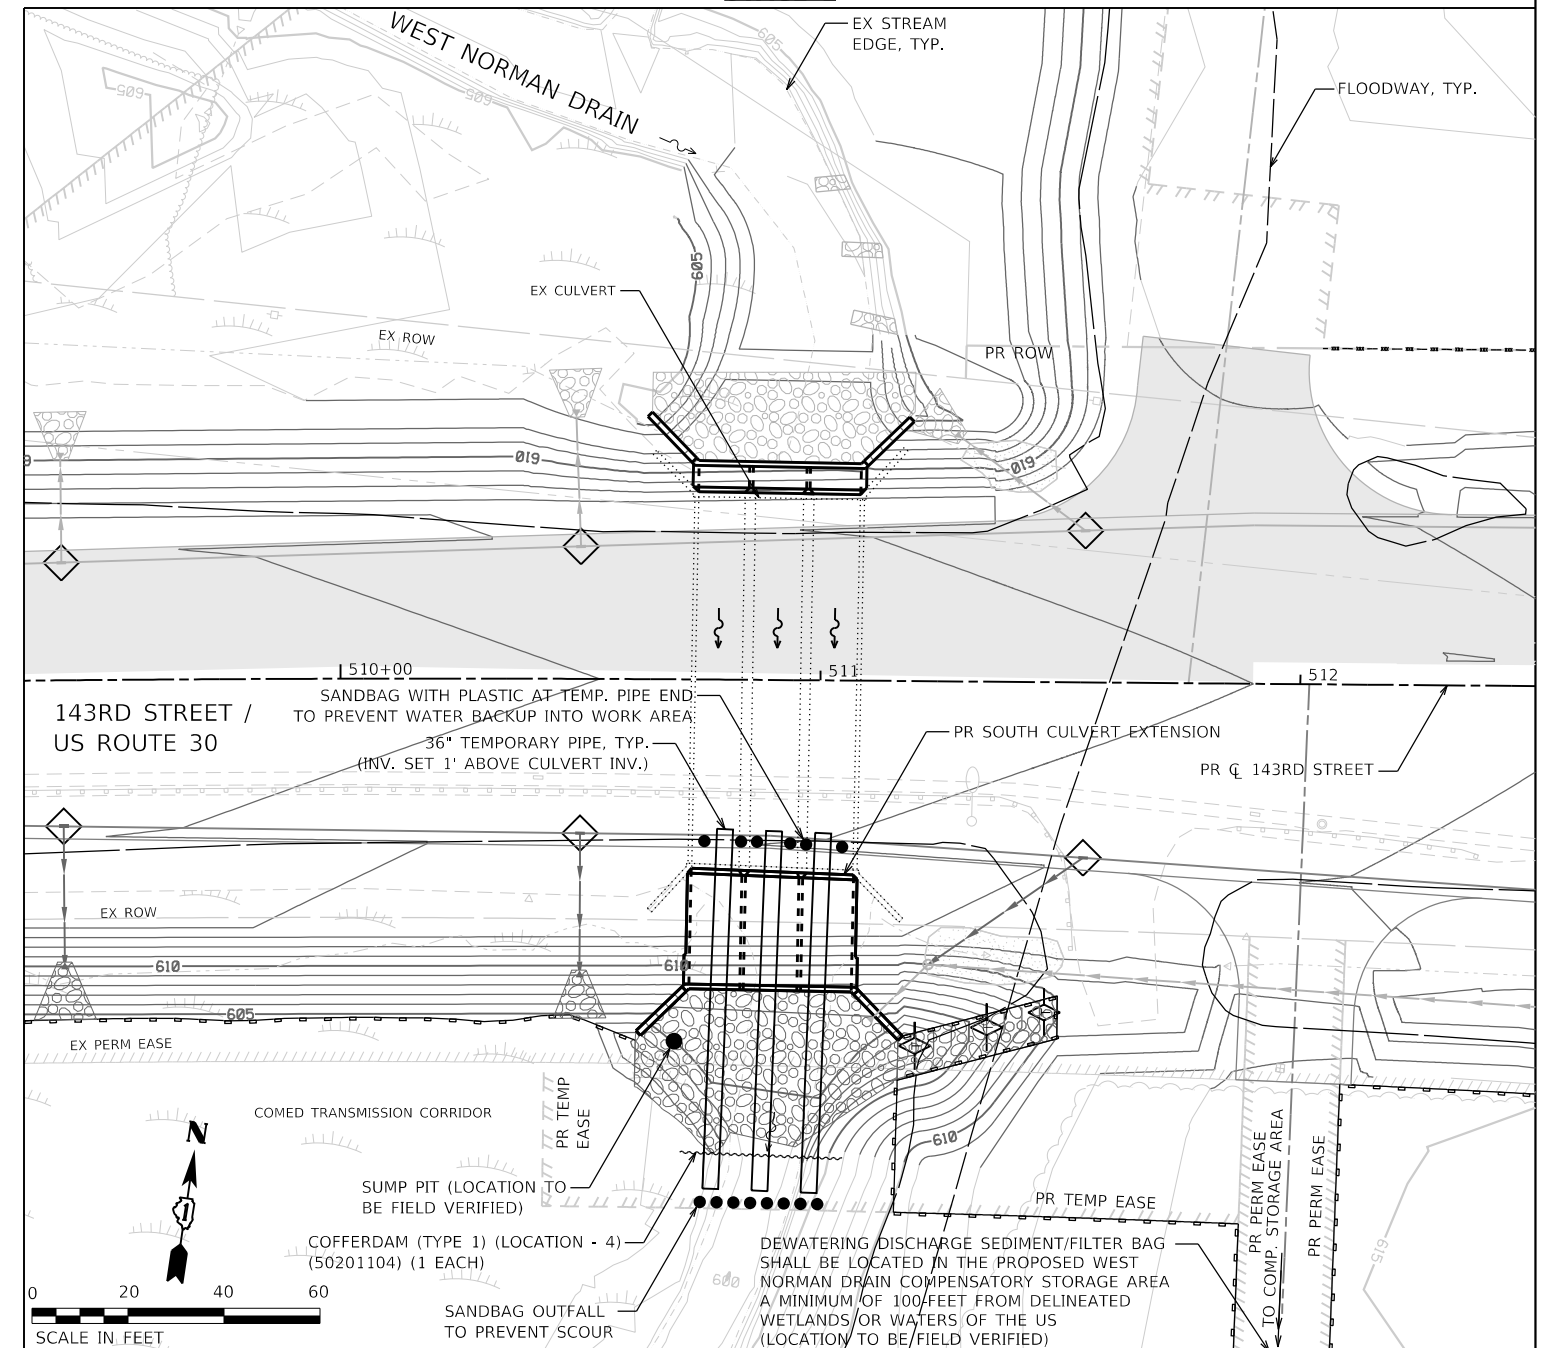 WEST NORMAN DRAIN
EX STREAM
EDGE, TYP.
FLOODWAY, TYP.
605
605
605
605
EX CULVERT
EX ROW
PR ROW
610
610
510+00
511
512
143RD STREET /
US ROUTE 30
SANDBAG WITH PLASTIC AT TEMP. PIPE END
TO PREVENT WATER BACKUP INTO WORK AREA
36" TEMPORARY PIPE, TYP.
(INV. SET 1' ABOVE CULVERT INV.)
PR SOUTH CULVERT EXTENSION
PR ℄ 143RD STREET
EX ROW
610
610
605
EX PERM EASE
COMED TRANSMISSION CORRIDOR
PR TEMP
EASE
610
N
1
SUMP PIT (LOCATION TO
BE FIELD VERIFIED)
COFFERDAM (TYPE 1) (LOCATION - 4)
(50201104) (1 EACH)
SANDBAG OUTFALL
TO PREVENT SCOUR
600
PR TEMP EASE
DEWATERING DISCHARGE SEDIMENT/FILTER BAG
SHALL BE LOCATED IN THE PROPOSED WEST
NORMAN DRAIN COMPENSATORY STORAGE AREA
A MINIMUM OF 100-FEET FROM DELINEATED
WETLANDS OR WATERS OF THE US
(LOCATION TO BE FIELD VERIFIED)
PR PERM EASE
TO COMP. STORAGE AREA
PR PERM EASE
615
0 20 40 60
SCALE IN FEET